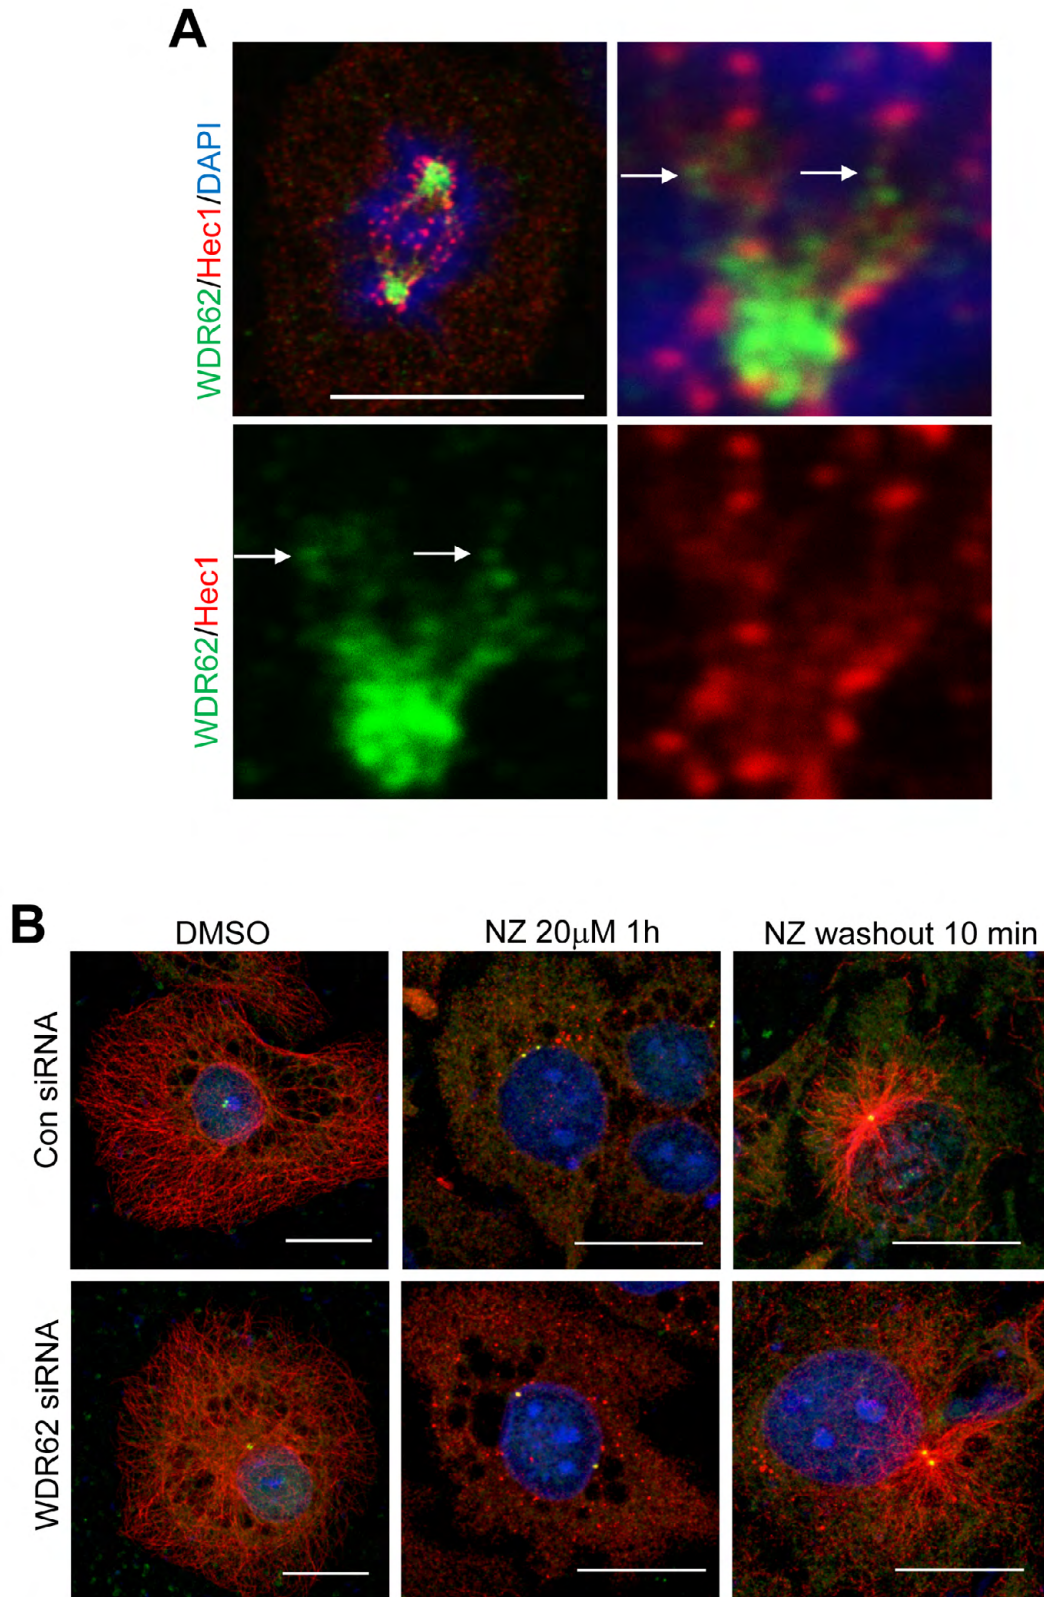 A
WDR62/Hec1/DAPI
WDR62/Hec1
B
DMSO
NZ 20μM 1h
NZ washout 10 min
Con siRNA
WDR62 siRNA